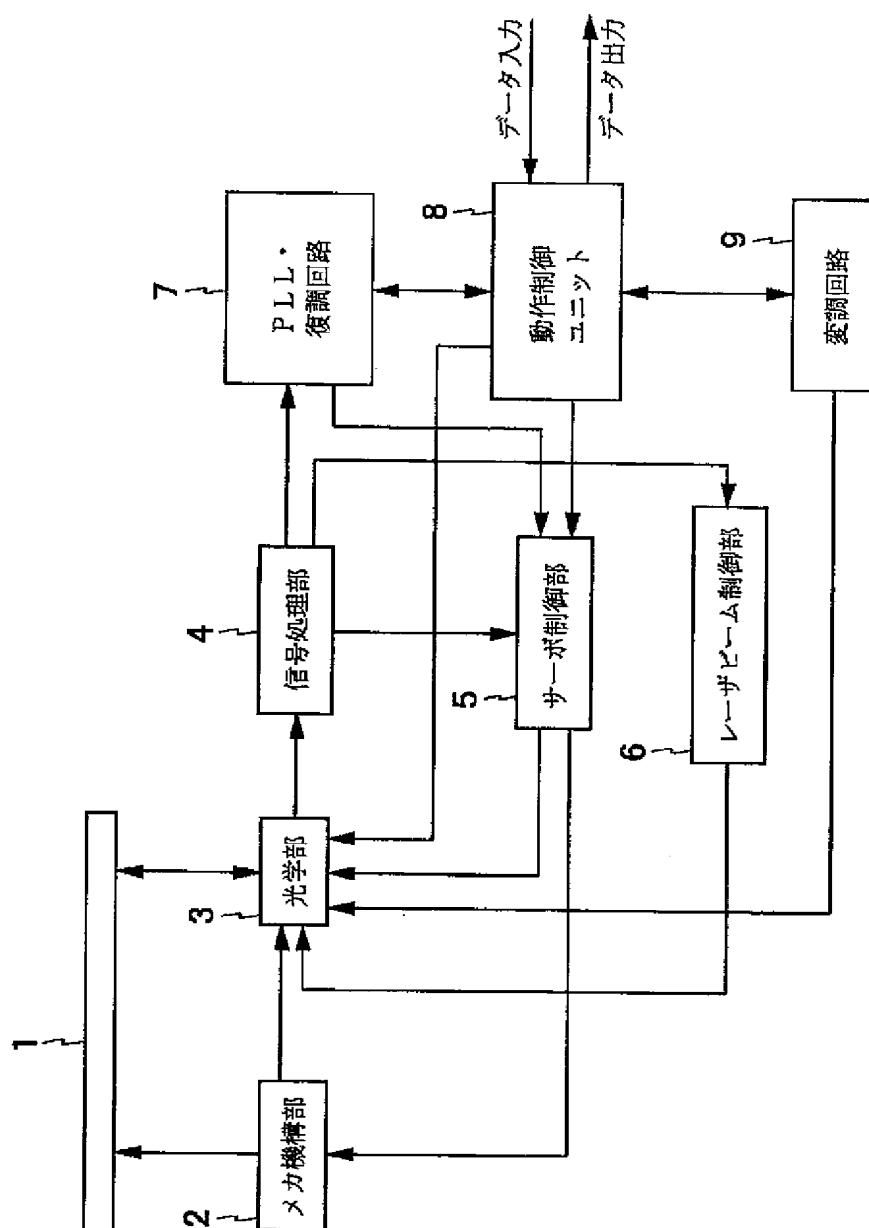 1
2
メカ機構部
3
光学部
4
信号処理部
5
サーボ制御部
6
レーザビーム制御部
7
ＰＬＬ・
復調回路
8
動作制御
ユニット
データ入力
データ出力
9
変調回路